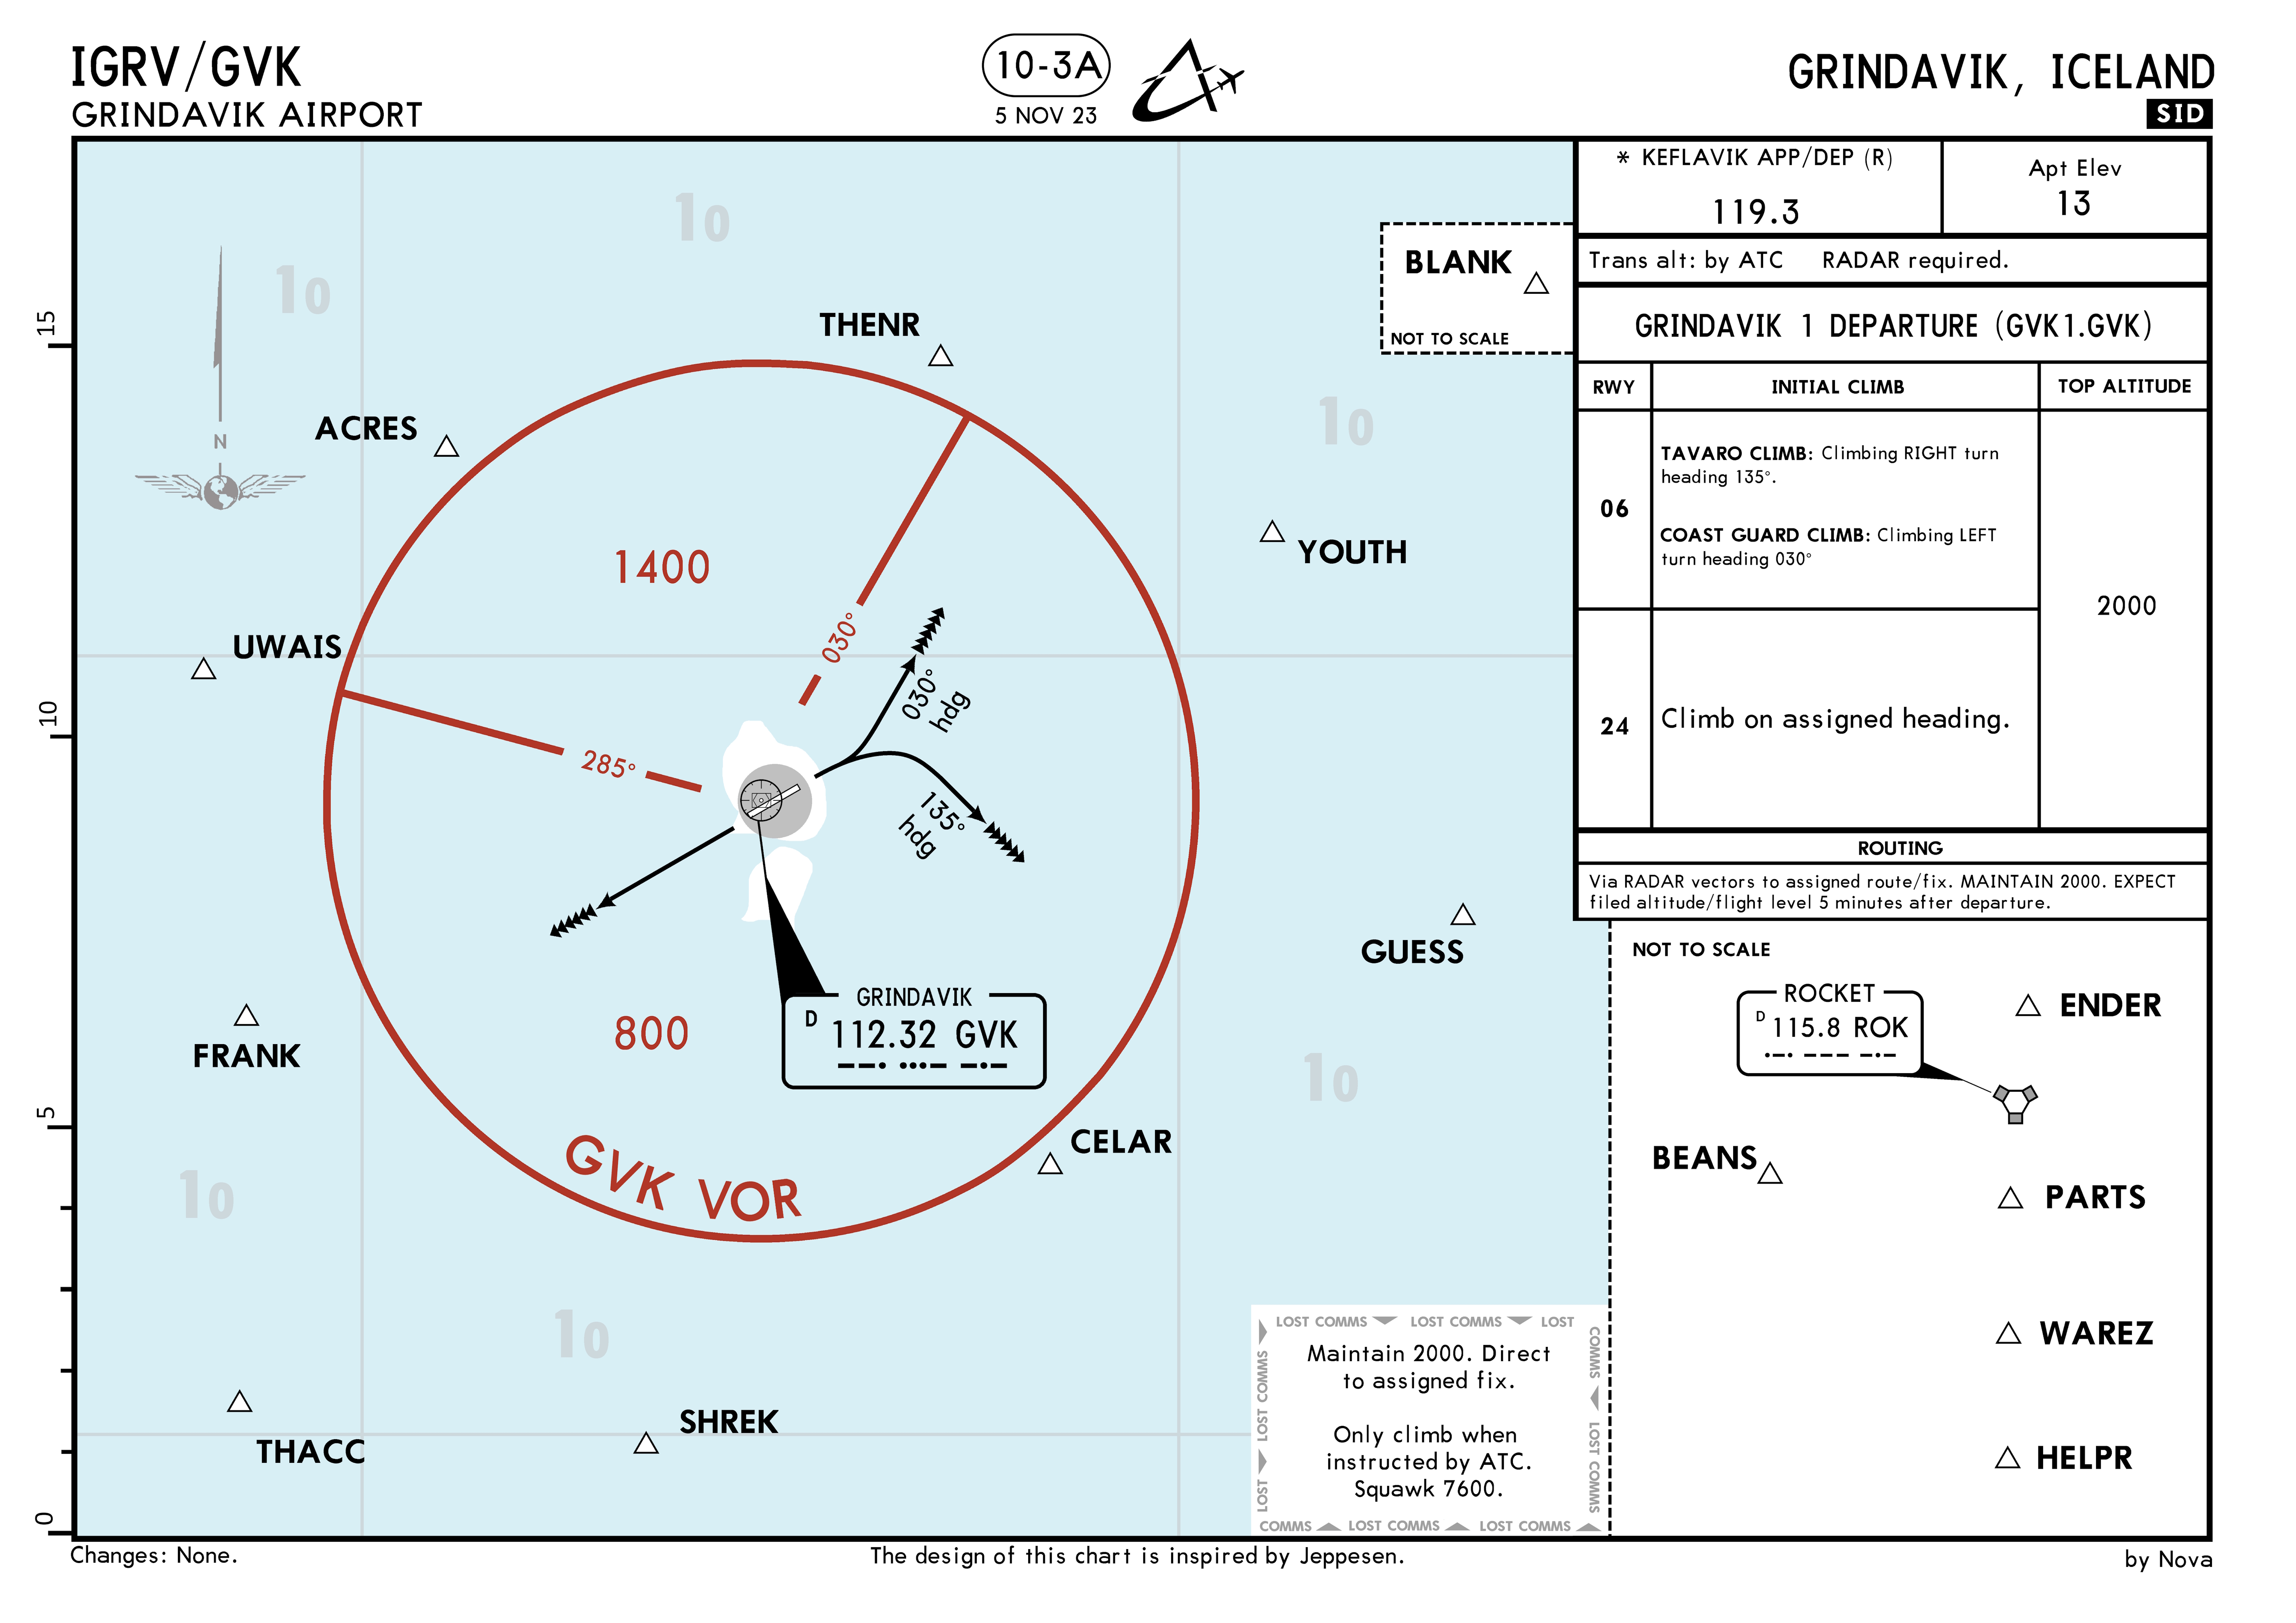 IGRV/GVK
GRINDAVIK AIRPORT
10-3A
5 NOV 23
GRINDAVIK, ICELAND
SID
* KEFLAVIK APP/DEP (R)
119.3
Apt Elev
13
Trans alt: by ATC RADAR required.
GRINDAVIK 1 DEPARTURE (GVK1.GVK)
RWY
INITIAL CLIMB
TOP ALTITUDE
06
TAVARO CLIMB: Climbing RIGHT turn
heading 135°.
COAST GUARD CLIMB: Climbing LEFT
turn heading 030°
2000
24
Climb on assigned heading.
ROUTING
Via RADAR vectors to assigned route/fix. MAINTAIN 2000. EXPECT
filed altitude/flight level 5 minutes after departure.
10
10
BLANK
NOT TO SCALE
THENR
15
ACRES
10
N
YOUTH
1400
030°
UWAIS
030°
hdg
10
285°
135°
hdg
GUESS
GRINDAVIK
D 112.32 GVK
800
FRANK
10
5
CELAR
GVK VOR
10
10
THACC
SHREK
0
LOST COMMS LOST COMMS LOST
COMMS LOST COMMS
COMMS LOST COMMS LOST COMMS
LOST COMMS LOST
Maintain 2000. Direct
to assigned fix.
Only climb when
instructed by ATC.
Squawk 7600.
NOT TO SCALE
ROCKET
D 115.8 ROK
ENDER
BEANS
PARTS
WAREZ
HELPR
Changes: None.
The design of this chart is inspired by Jeppesen.
by Nova